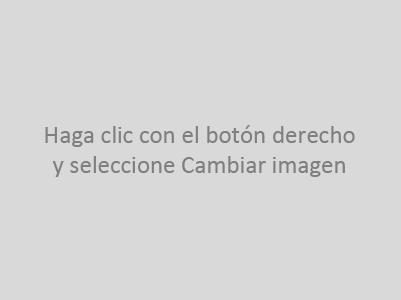 Haga clic con el botón derecho
y seleccione Cambiar imagen